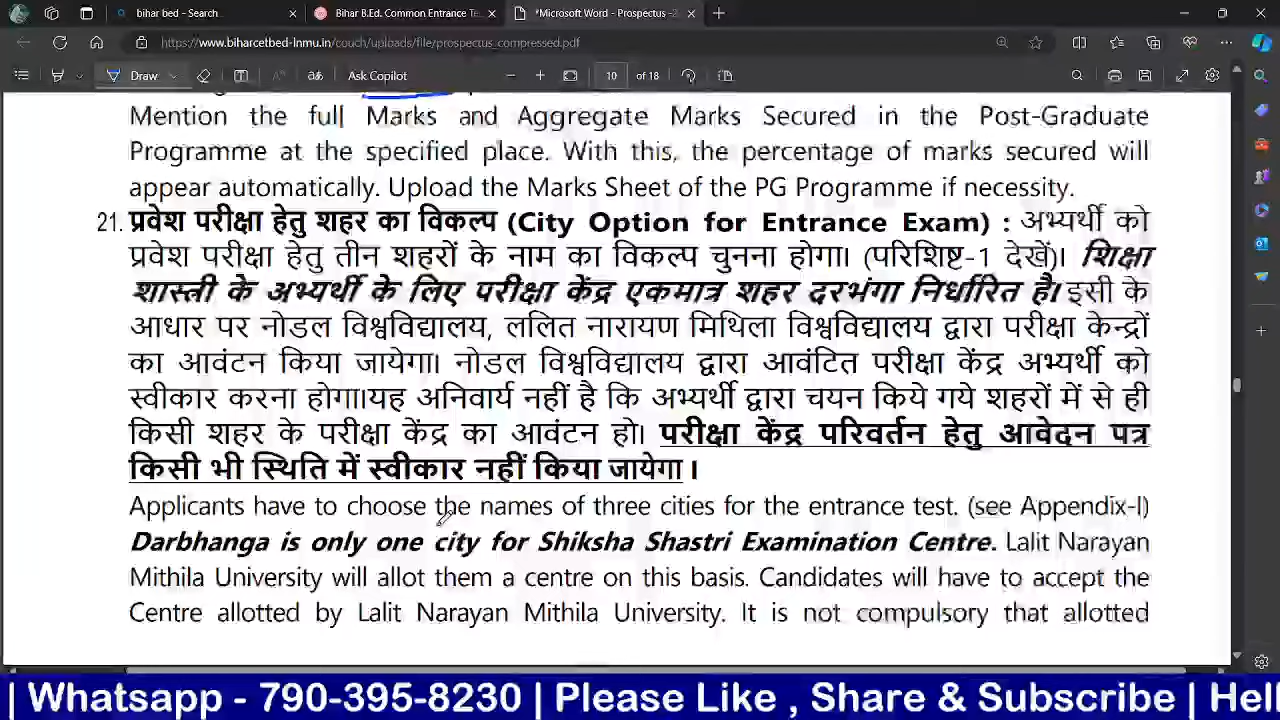 bihar bed - Search
Bihar B.Ed. Common Entrance Te
*Microsoft Word - Prospectus -2
https://www.biharcetbed-lnmu.in/couch/uploads/file/prospectus_compressed.pdf
Draw
Ask Copilot
10 of 18
Mention the full Marks and Aggregate Marks Secured in the Post-Graduate
Programme at the specified place. With this, the percentage of marks secured will
appear automatically. Upload the Marks Sheet of the PG Programme if necessity.
21. प्रवेश परीक्षा हेतु शहर का विकल्प (City Option for Entrance Exam) : अभ्यर्थी को
प्रवेश परीक्षा हेतु तीन शहरों के नाम का विकल्प चुनना होगा। (परिशिष्ट-1 देखें)। शिक्षा
शास्त्री के अभ्यर्थी के लिए परीक्षा केंद्र एकमात्र शहर दरभंगा निर्धारित है। इसी के
आधार पर नोडल विश्वविद्यालय, ललित नारायण मिथिला विश्वविद्यालय द्वारा परीक्षा केन्द्रों
का आवंटन किया जायेगा। नोडल विश्वविद्यालय द्वारा आवंटित परीक्षा केंद्र अभ्यर्थी को
स्वीकार करना होगा।यह अनिवार्य नहीं है कि अभ्यर्थी द्वारा चयन किये गये शहरों में से ही
किसी शहर के परीक्षा केंद्र का आवंटन हो। परीक्षा केंद्र परिवर्तन हेतु आवेदन पत्र
किसी भी स्थिति में स्वीकार नहीं किया जायेगा ।
Applicants have to choose the names of three cities for the entrance test. (see Appendix-I)
Darbhanga is only one city for Shiksha Shastri Examination Centre. Lalit Narayan
Mithila University will allot them a centre on this basis. Candidates will have to accept the
Centre allotted by Lalit Narayan Mithila University. It is not compulsory that allotted
| Whatsapp - 790-395-8230 | Please Like , Share & Subscribe | Hell